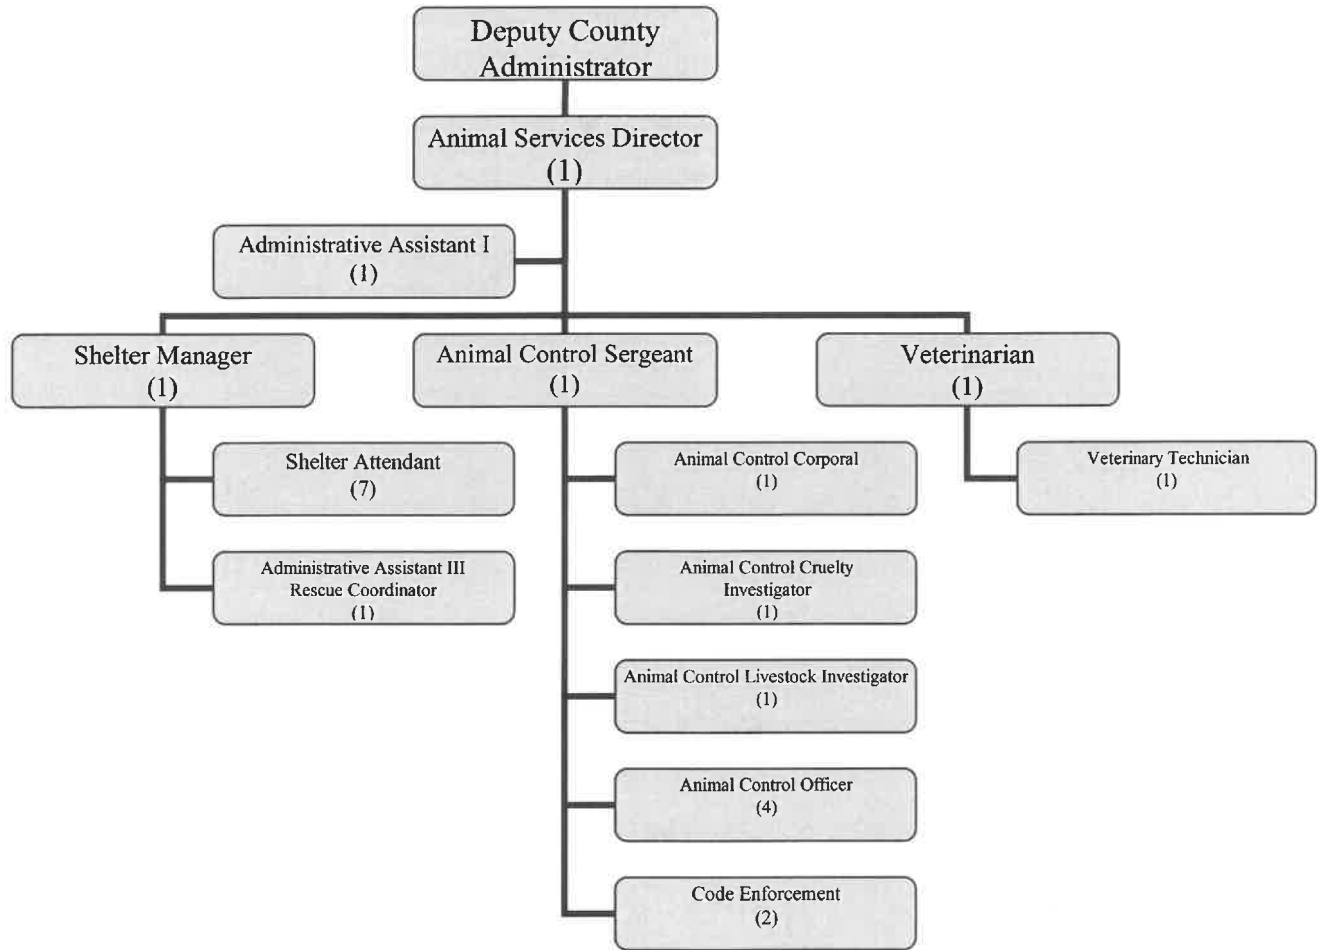 Deputy County
Administrator
Animal Services Director
(1)
Administrative Assistant I
(1)
Shelter Manager
(1)
Animal Control Sergeant
(1)
Veterinarian
(1)
Shelter Attendant
(7)
Administrative Assistant III
Rescue Coordinator
(1)
Animal Control Corporal
(1)
Animal Control Cruelty
Investigator
(1)
Animal Control Livestock Investigator
(1)
Animal Control Officer
(4)
Code Enforcement
(2)
Veterinary Technician
(1)